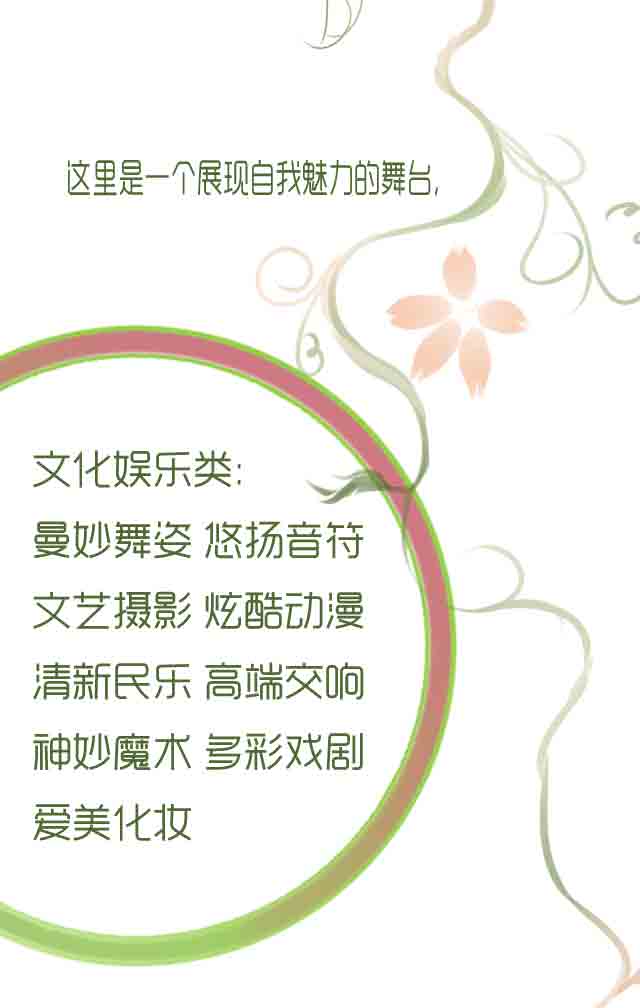 这里是一个展现自我魅力的舞台,
文化娱乐类:
曼妙舞姿 悠扬音符
文艺摄影 炫酷动漫
清新民乐 高端交响
神妙魔术 多彩戏剧
爱美化妆